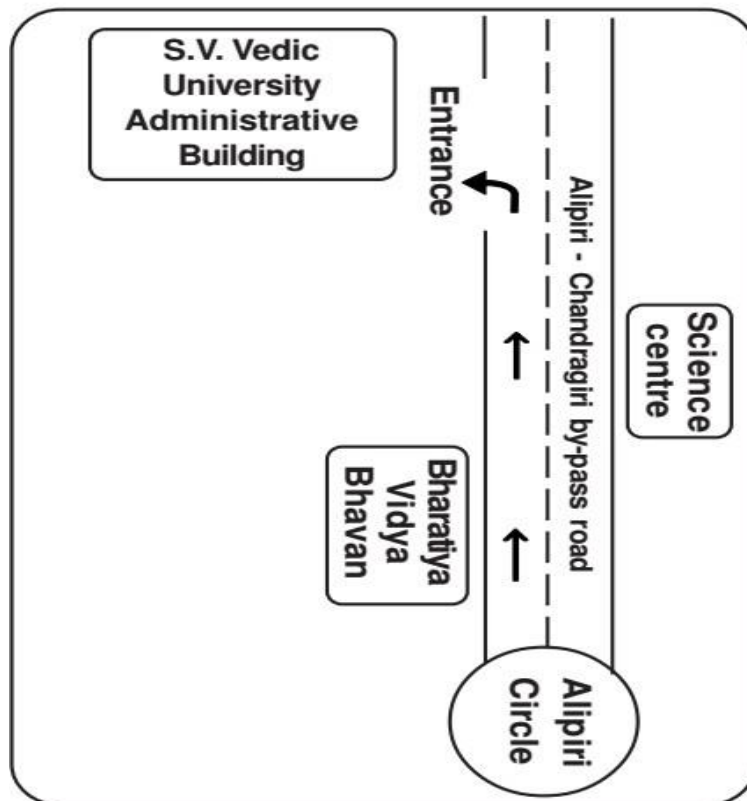 S.V. Vedic
University
Administrative
Building
Entrance
Alipiri - Chandragiri by-pass road
Science
centre
Bharatiya
Vidya
Bhavan
Alipiri
Circle